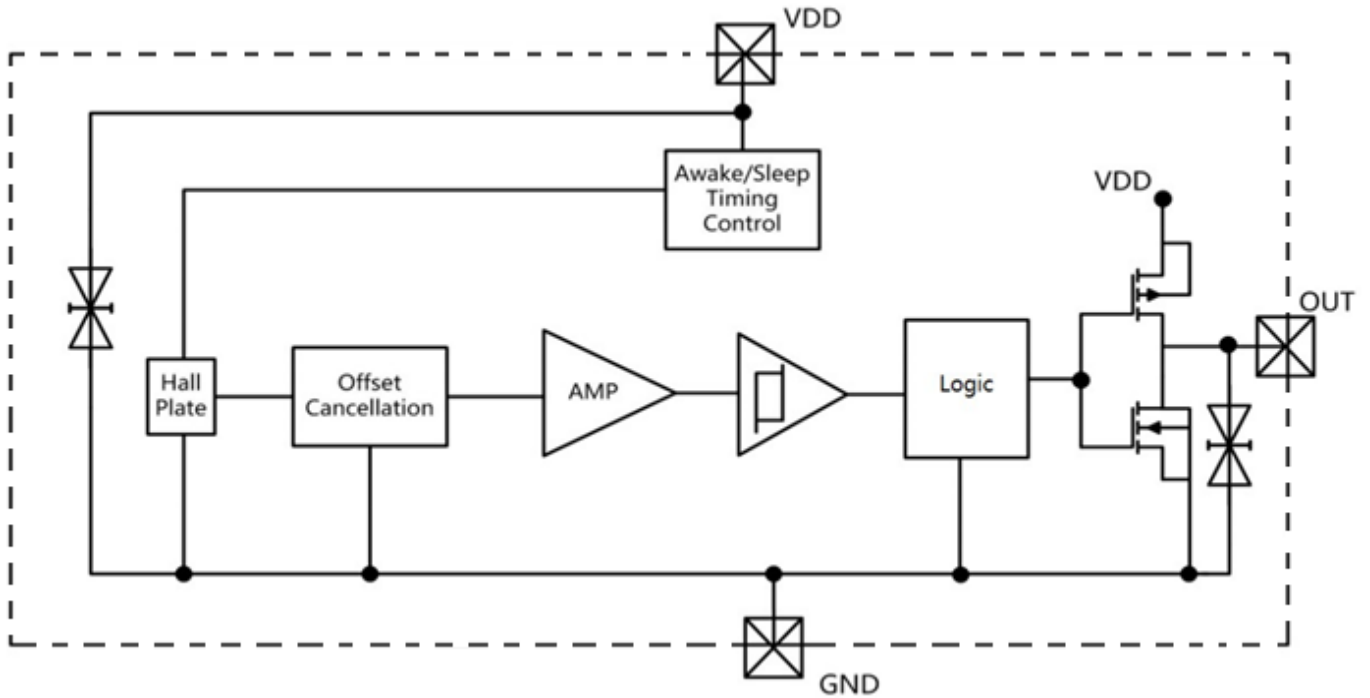 VDD
Awake/Sleep
Timing
Control
VDD
OUT
Hall
Plate
Offset
Cancellation
AMP
Logic
GND